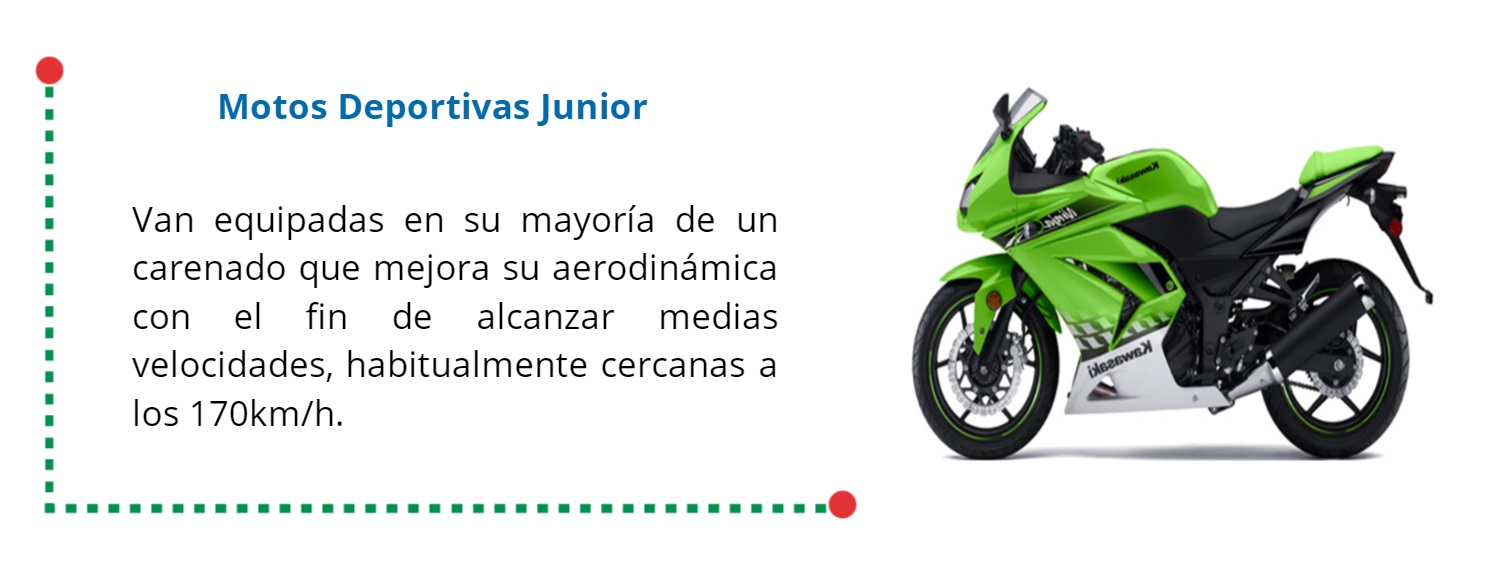 Motos Deportivas Junior
Van equipadas en su mayoría de un
carenado que mejora su aerodinámica
con el fin de alcanzar medias
velocidades, habitualmente cercanas a
los 170km/h.
Kawasaki
Ninja
Kawasaki